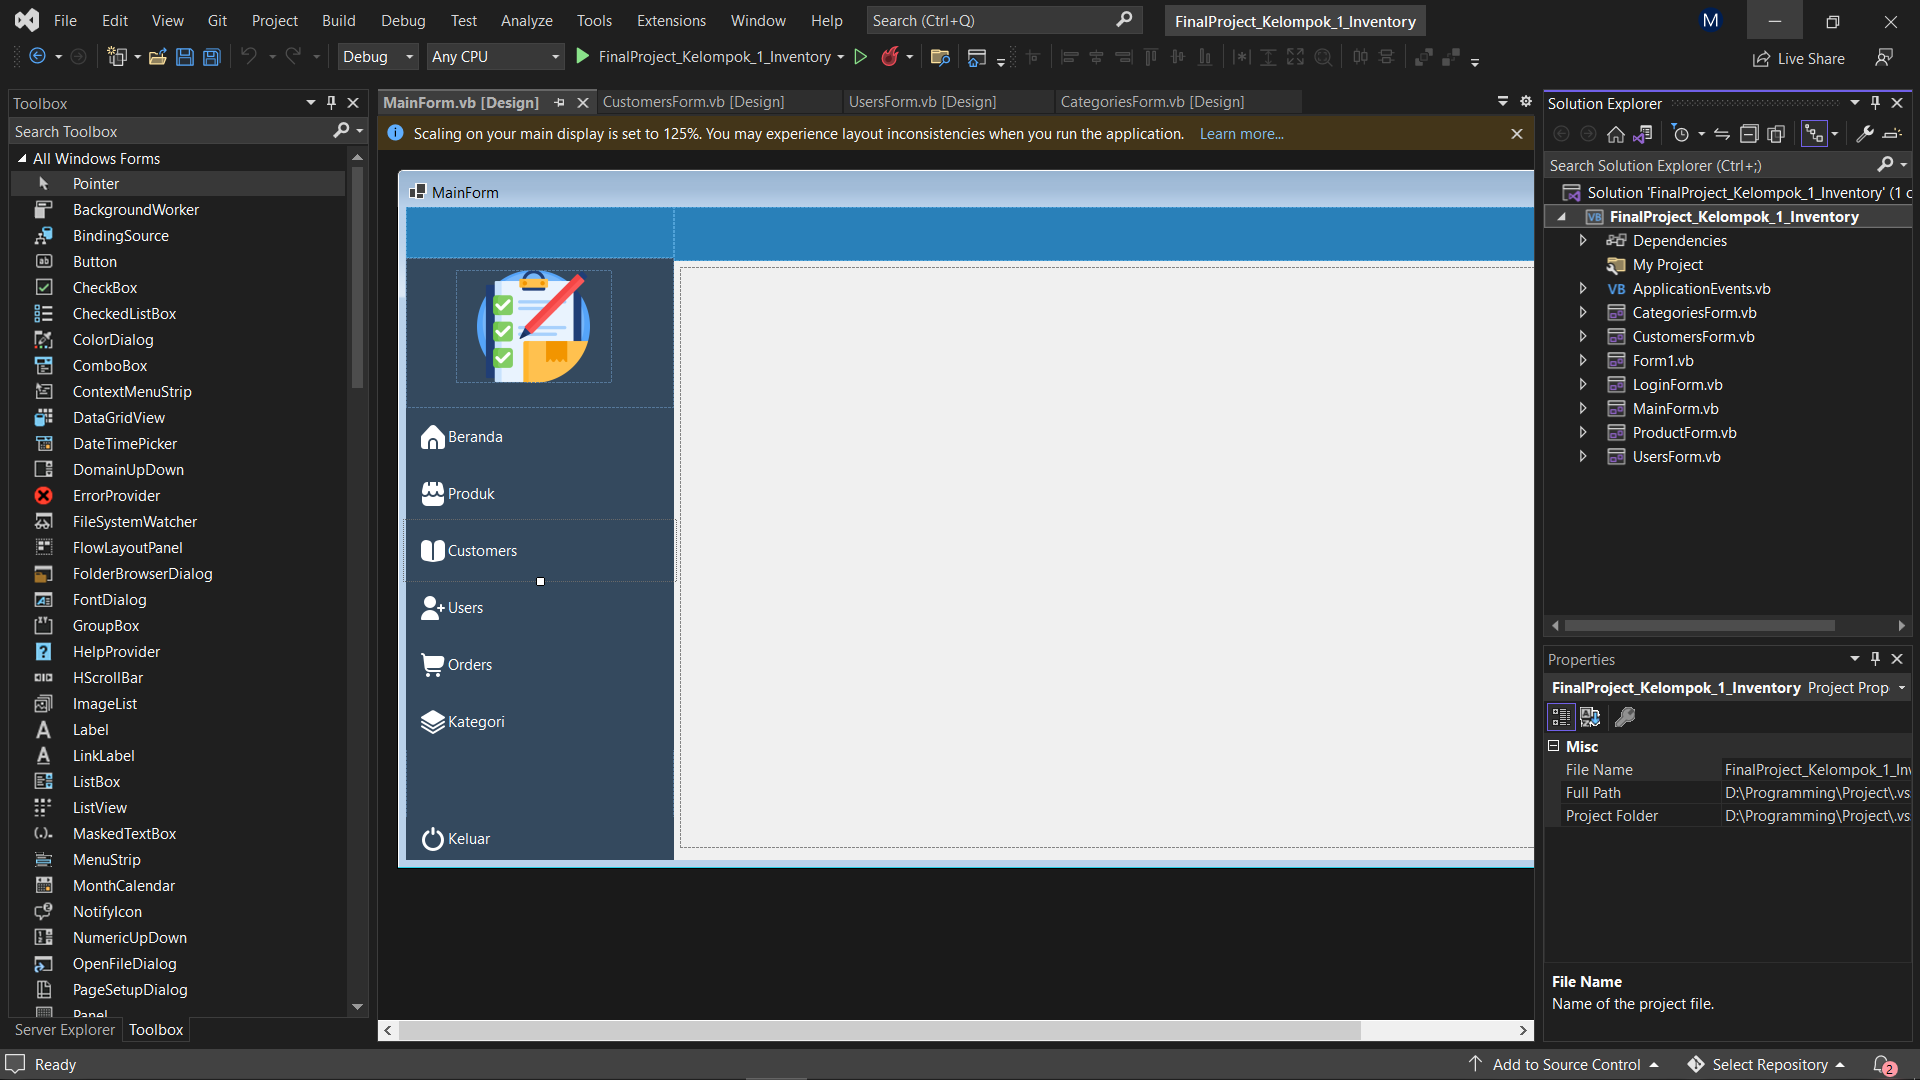 File Edit View Git Project Build Debug Test Analyze Tools Extensions Window Help Search (Ctrl+Q) FinalProject_Kelompok_1_Inventory M
Debug Any CPU FinalProject_Kelompok_1_Inventory Live Share
Toolbox
Search Toolbox
All Windows Forms
Pointer
BackgroundWorker
BindingSource
Button
CheckBox
CheckedListBox
ColorDialog
ComboBox
ContextMenuStrip
DataGridView
DateTimePicker
DomainUpDown
ErrorProvider
FileSystemWatcher
FlowLayoutPanel
FolderBrowserDialog
FontDialog
GroupBox
HelpProvider
HScrollBar
ImageList
Label
LinkLabel
ListBox
ListView
MaskedTextBox
MenuStrip
MonthCalendar
NotifyIcon
NumericUpDown
OpenFileDialog
PageSetupDialog
Panel
Server Explorer Toolbox
MainForm.vb [Design] CustomersForm.vb [Design] UsersForm.vb [Design] CategoriesForm.vb [Design]
Scaling on your main display is set to 125%. You may experience layout inconsistencies when you run the application. Learn more...
MainForm
Beranda
Produk
Customers
Users
Orders
Kategori
Keluar
Solution Explorer
Search Solution Explorer (Ctrl+;)
Solution 'FinalProject_Kelompok_1_Inventory' (1 c
VB FinalProject_Kelompok_1_Inventory
Dependencies
My Project
VB ApplicationEvents.vb
CategoriesForm.vb
CustomersForm.vb
Form1.vb
LoginForm.vb
MainForm.vb
ProductForm.vb
UsersForm.vb
Properties
FinalProject_Kelompok_1_Inventory Project Prop
Misc
File Name FinalProject_Kelompok_1_Inv
Full Path D:\Programming\Project\.vs
Project Folder D:\Programming\Project\.vs
File Name
Name of the project file.
Ready Add to Source Control Select Repository 2